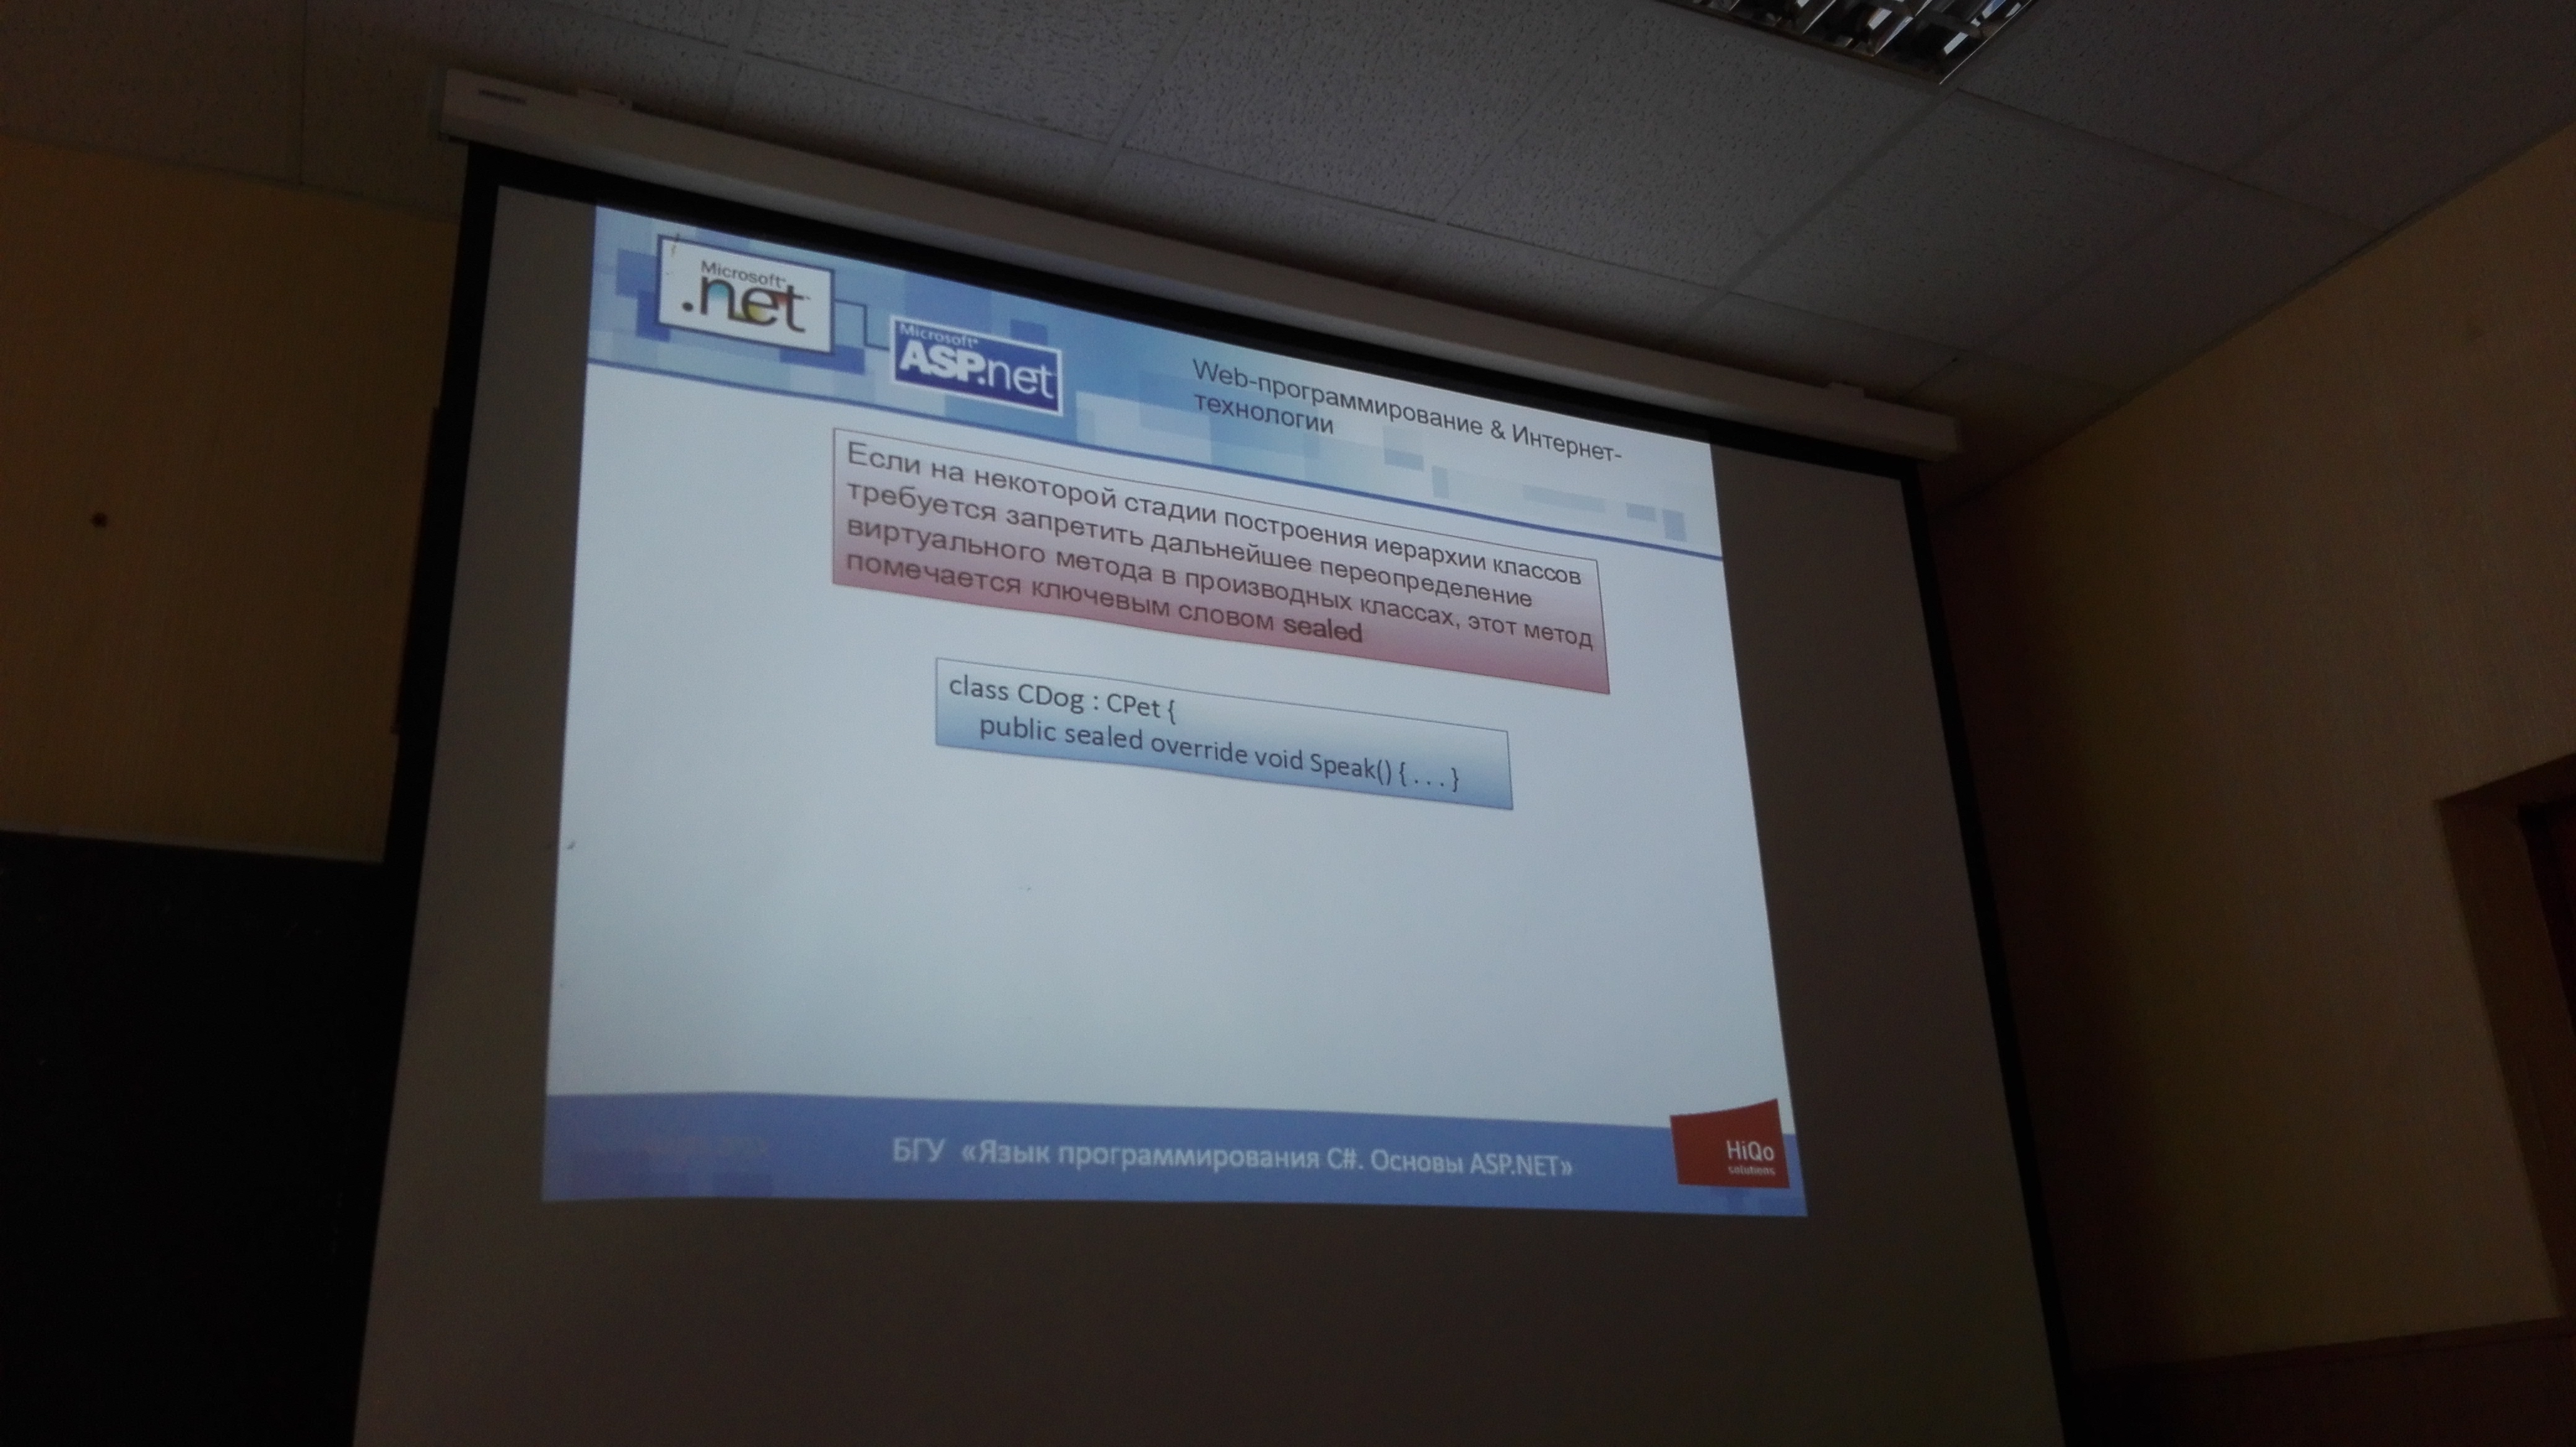 Microsoft
.net
Microsoft
ASP.net
Web-программирование & Интернет-
технологии
Если на некоторой стадии построения иерархии классов
требуется запретить дальнейшее переопределение
виртуального метода в производных классах, этот метод
помечается ключевым словом sealed
class CDog : CPet {
public sealed override void Speak() { . . . }
БГУ «Язык программирования C#. Основы ASP.NET»
HiQo
solutions